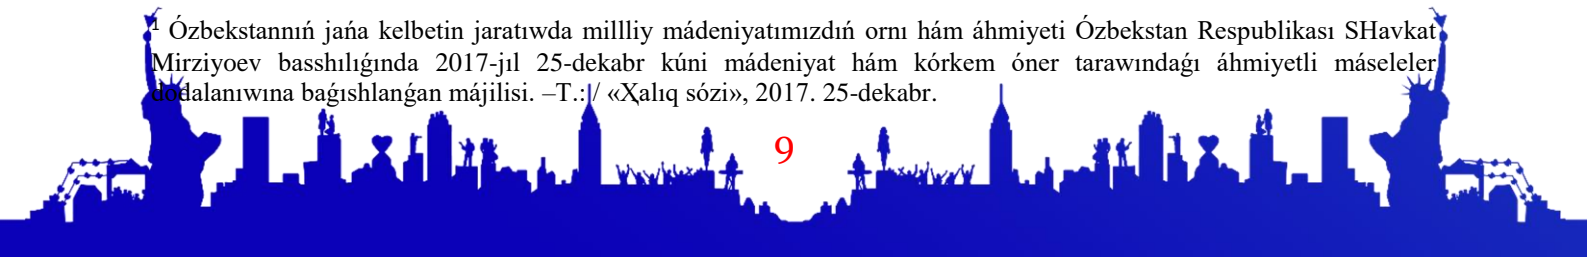 ¹ Ózbekstannıń jańa kelbetin jaratıwda millliy mádeniyatımızdıń ornı hám áhmiyeti Ózbekstan Respublikası SHavkat
Mirziyoev basshılıǵında 2017-jıl 25-dekabr kúni mádeniyat hám kórkem óner tarawındaǵı áhmiyetli máseleler
dodalanıwına baǵıshlanǵan májilisi. –T.: / «Xalıq sózi», 2017. 25-dekabr.
9